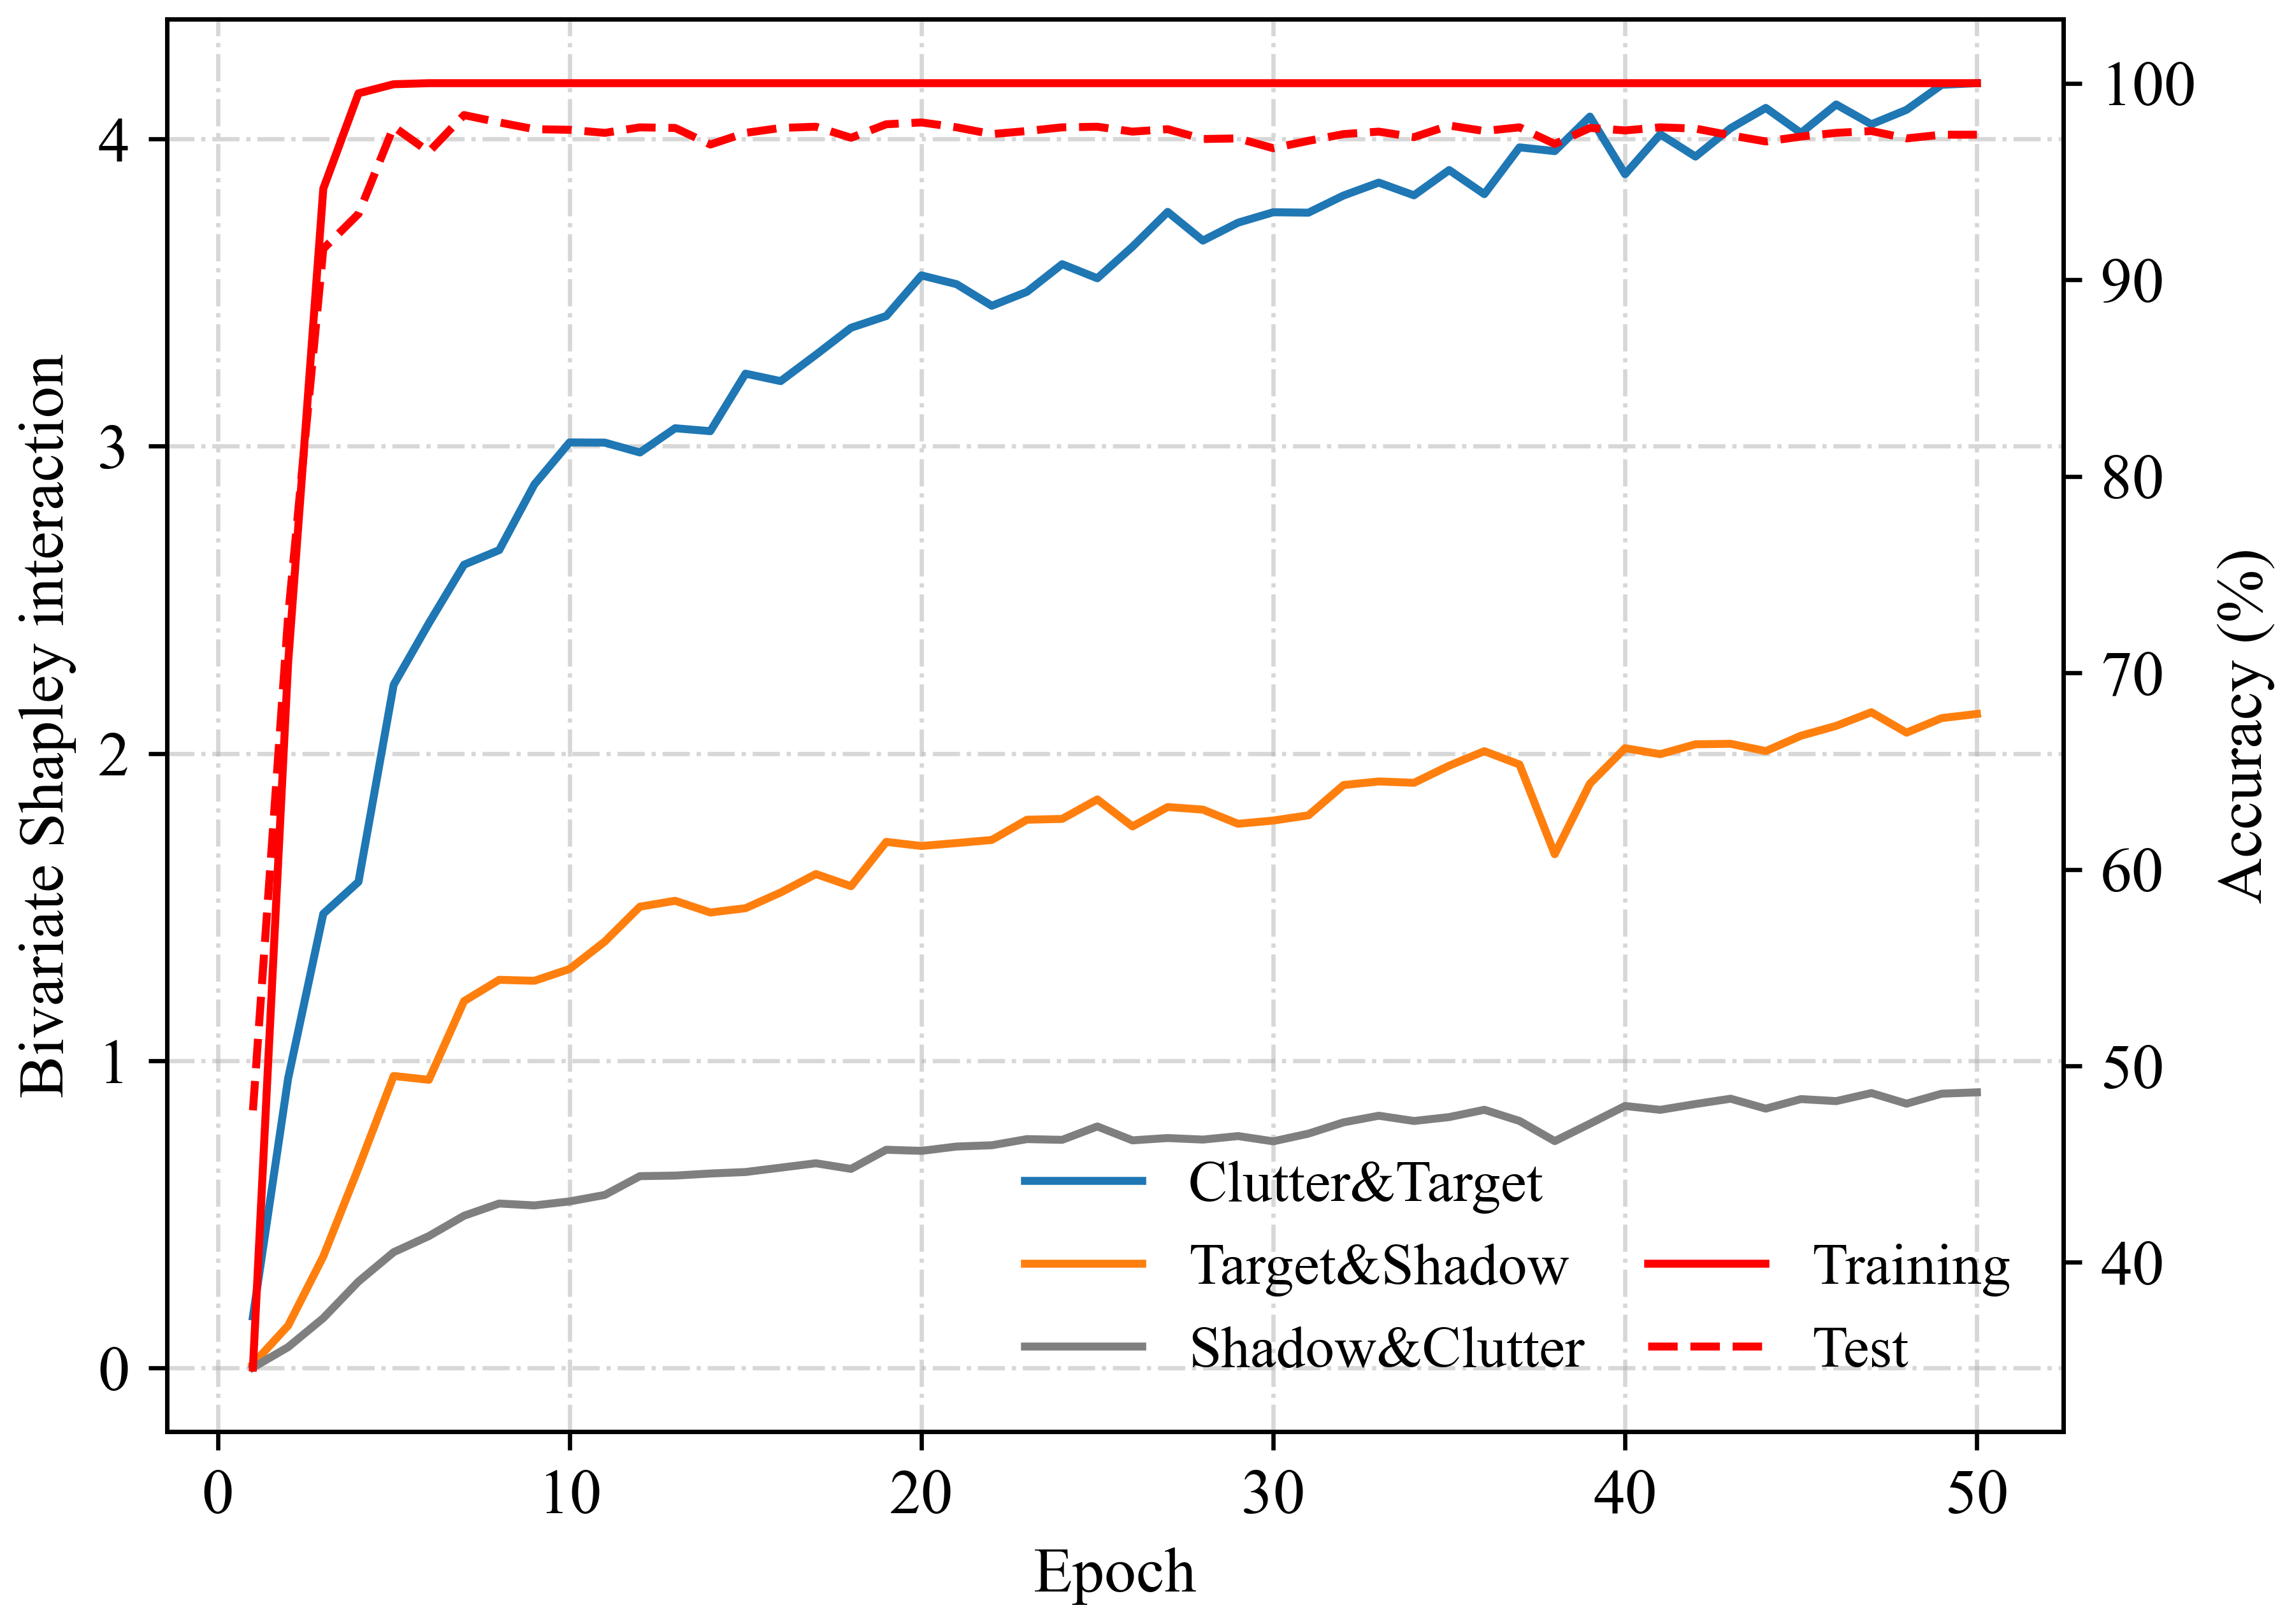 Bivariate Shapley interaction
4
3
2
1
0
100
90
80
70
60
50
40
Accuracy (%)
Clutter&Target
Target&Shadow
Shadow&Clutter
Training
Test
0 10 20 30 40 50
Epoch